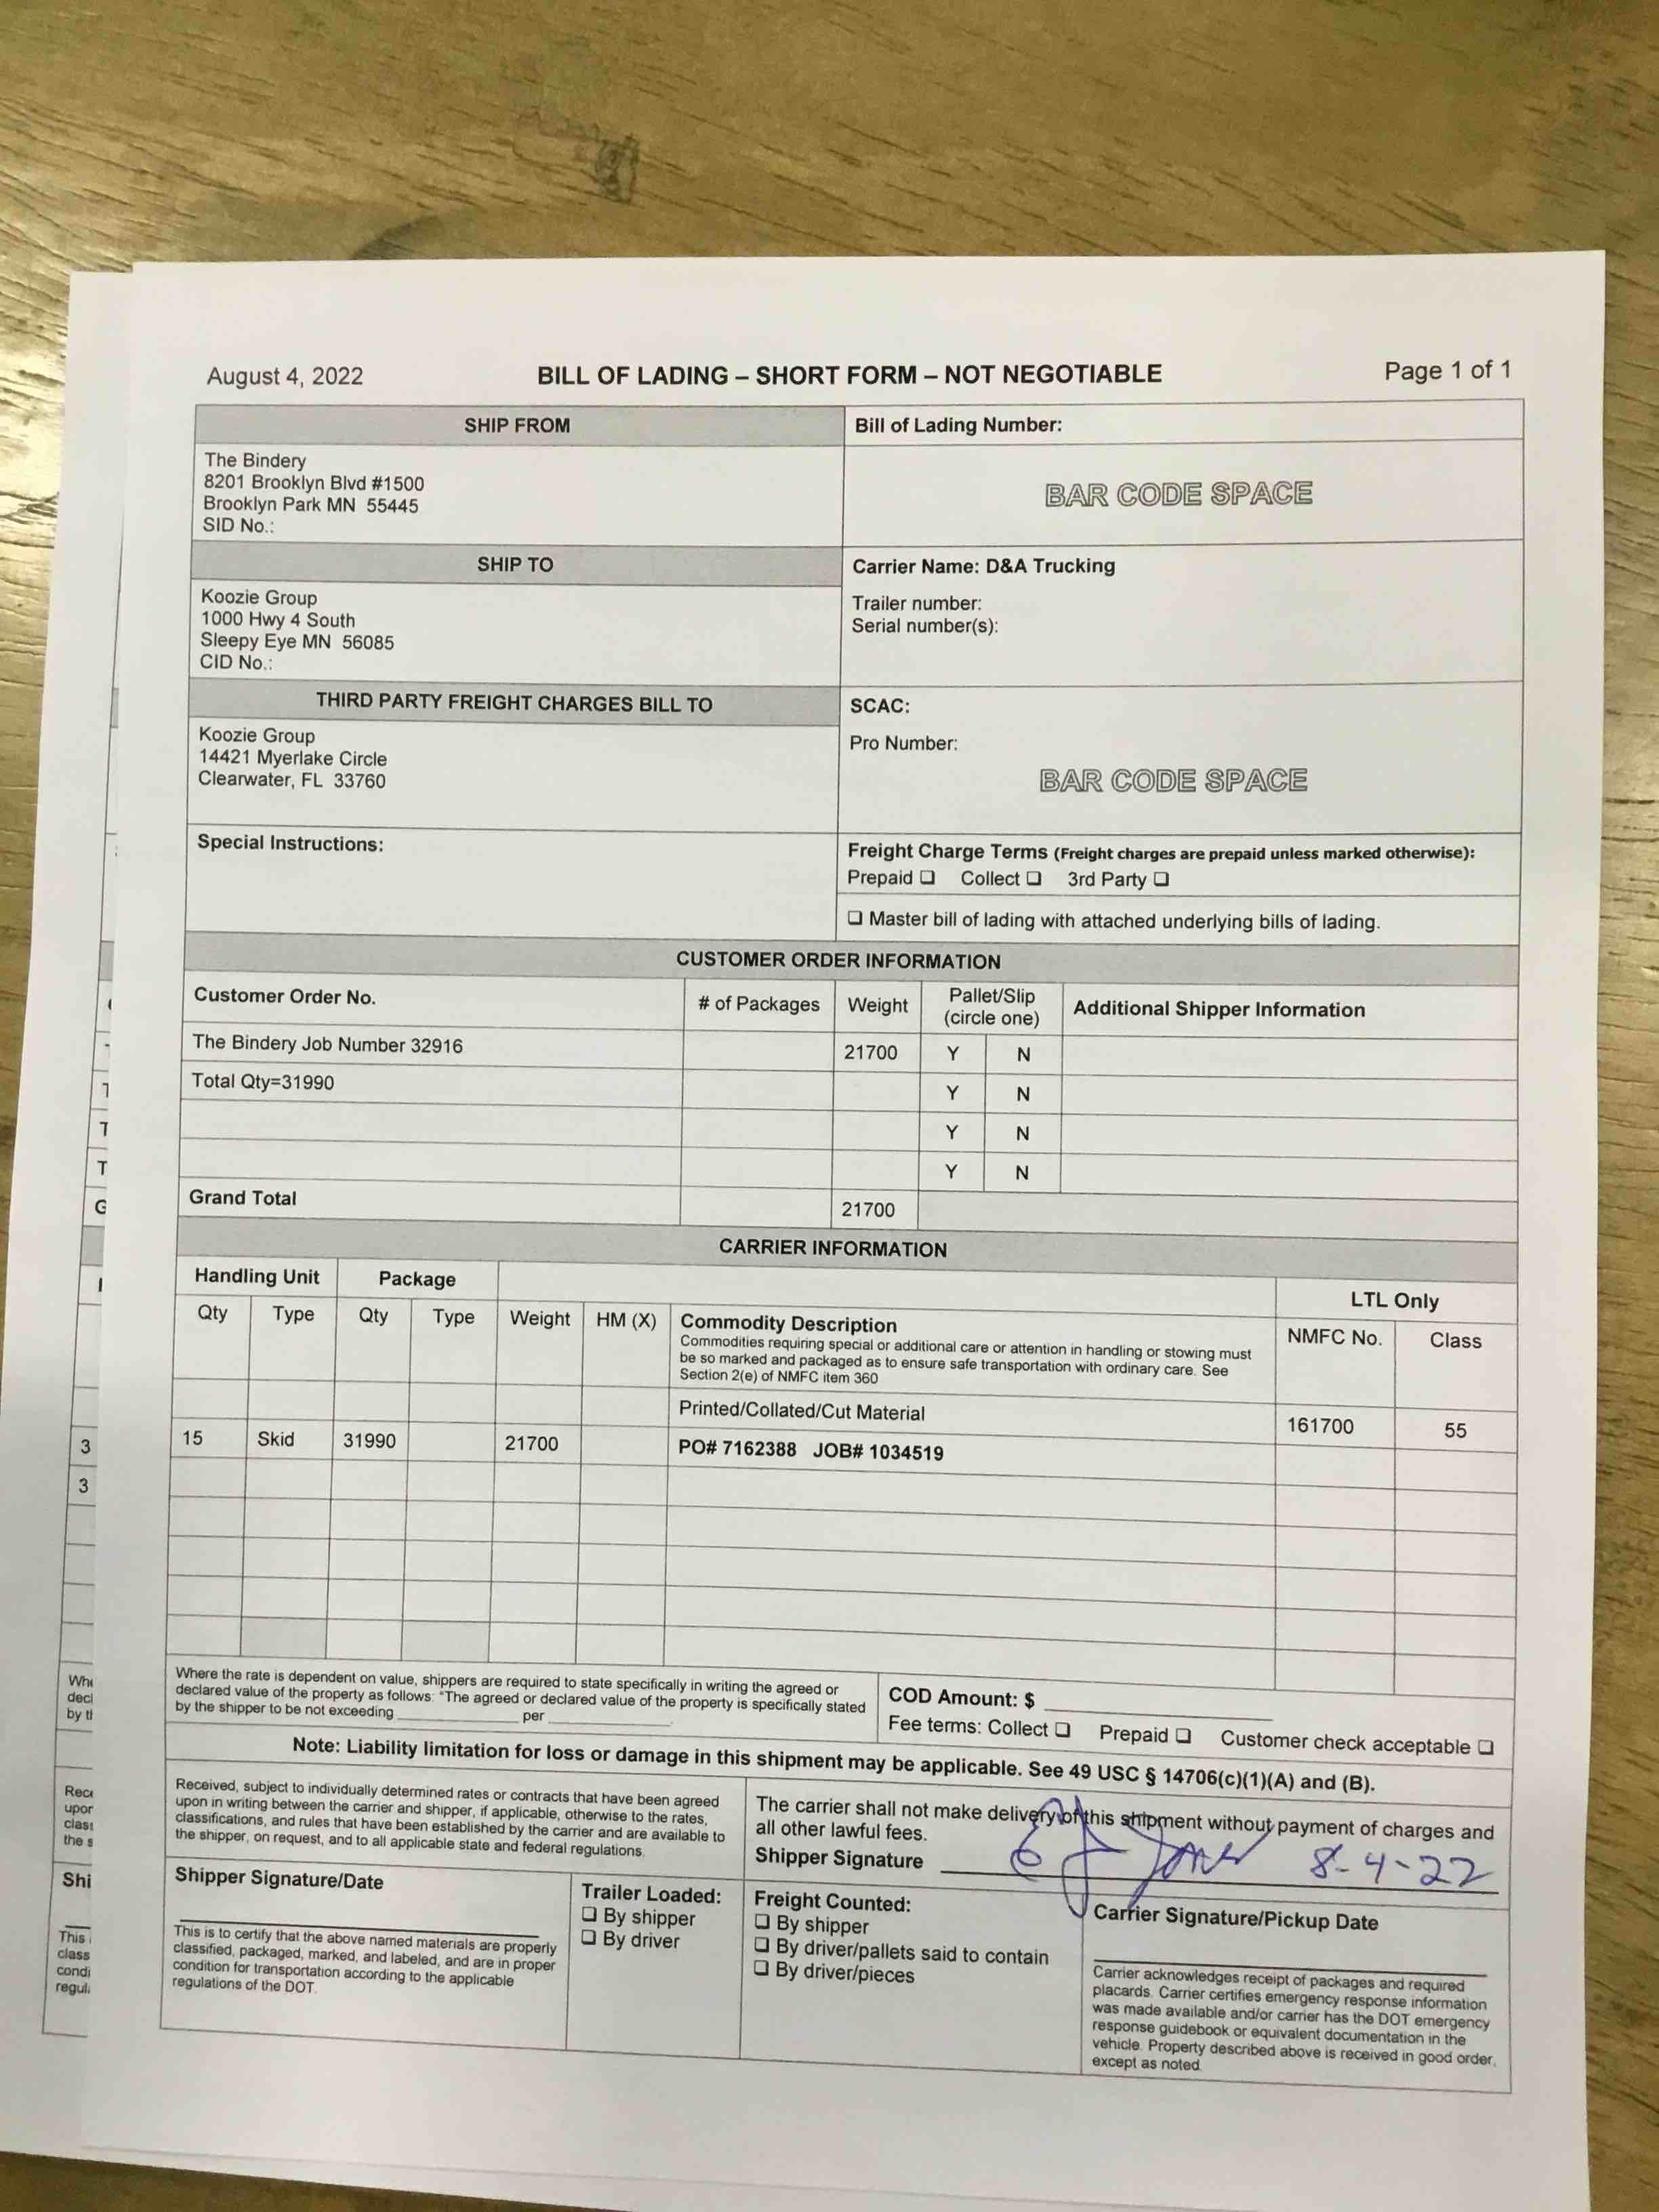 August 4, 2022
BILL OF LADING – SHORT FORM – NOT NEGOTIABLE
Page 1 of 1
SHIP FROM
The Bindery
8201 Brooklyn Blvd #1500
Brooklyn Park MN 55445
SID No.:
Bill of Lading Number:
BAR CODE SPACE
SHIP TO
Koozie Group
1000 Hwy 4 South
Sleepy Eye MN 56085
CID No.:
Carrier Name: D&A Trucking
Trailer number:
Serial number(s):
THIRD PARTY FREIGHT CHARGES BILL TO
Koozie Group
14421 Myerlake Circle
Clearwater, FL 33760
SCAC:
Pro Number:
BAR CODE SPACE
Special Instructions:
Freight Charge Terms (Freight charges are prepaid unless marked otherwise):
Prepaid ❑ Collect ❑ 3rd Party ❑
❑ Master bill of lading with attached underlying bills of lading.
CUSTOMER ORDER INFORMATION
Customer Order No. # of Packages Weight Pallet/Slip (circle one) Additional Shipper Information
The Bindery Job Number 32916 21700 Y N
Total Qty=31990 Y N
Y N
Y N
Grand Total 21700
CARRIER INFORMATION
Handling Unit Package LTL Only
Qty Type Qty Type Weight HM (X) Commodity Description NMFC No. Class
Commodities requiring special or additional care or attention in handling or stowing must
be so marked and packaged as to ensure safe transportation with ordinary care. See
Section 2(e) of NMFC item 360
Printed/Collated/Cut Material 161700 55
15 Skid 31990 21700 PO# 7162388 JOB# 1034519
Where the rate is dependent on value, shippers are required to state specifically in writing the agreed or
declared value of the property as follows: “The agreed or declared value of the property is specifically stated
by the shipper to be not exceeding ____________ per ____________.
COD Amount: $ ____________
Fee terms: Collect ❑ Prepaid ❑ Customer check acceptable ❑
Note: Liability limitation for loss or damage in this shipment may be applicable. See 49 USC § 14706(c)(1)(A) and (B).
Received, subject to individually determined rates or contracts that have been agreed
upon in writing between the carrier and shipper, if applicable, otherwise to the rates,
classifications, and rules that have been established by the carrier and are available to
the shipper, on request, and to all applicable state and federal regulations.
The carrier shall not make delivery of this shipment without payment of charges and
all other lawful fees.
Shipper Signature 8-4-22
Shipper Signature/Date
This is to certify that the above named materials are properly
classified, packaged, marked, and labeled, and are in proper
condition for transportation according to the applicable
regulations of the DOT.
Trailer Loaded:
❑ By shipper
❑ By driver
Freight Counted:
❑ By shipper
❑ By driver/pallets said to contain
❑ By driver/pieces
Carrier Signature/Pickup Date
Carrier acknowledges receipt of packages and required
placards. Carrier certifies emergency response information
was made available and/or carrier has the DOT emergency
response guidebook or equivalent documentation in the
vehicle. Property described above is received in good order,
except as noted.